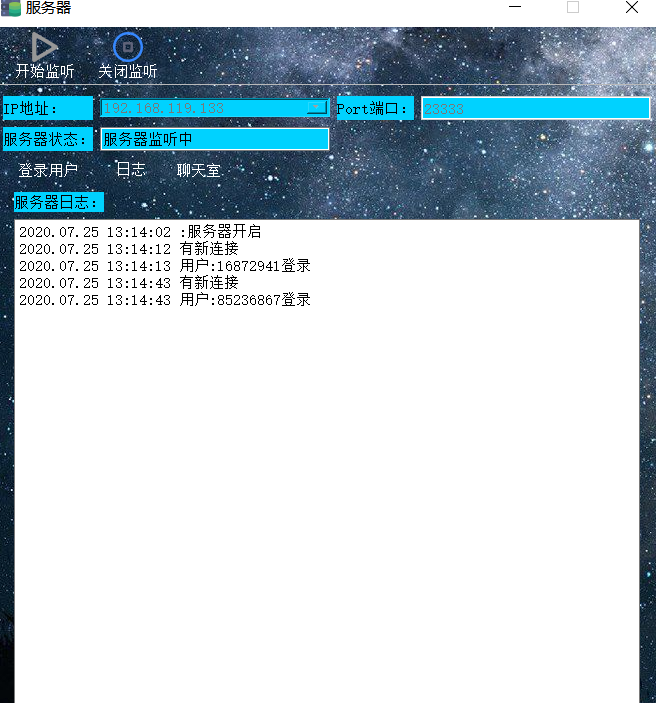 服务器
开始监听 关闭监听
IP地址: 192.168.119.133 Port端口: 23333
服务器状态: 服务器监听中
登录用户 日志 聊天室
服务器日志:
2020.07.25 13:14:02 :服务器开启
2020.07.25 13:14:12 有新连接
2020.07.25 13:14:13 用户:16872941登录
2020.07.25 13:14:43 有新连接
2020.07.25 13:14:43 用户:85236867登录